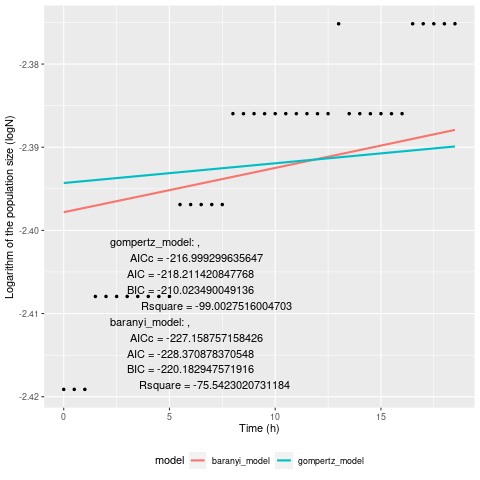 -2.38
-2.39
-2.40
-2.41
-2.42
Logarithm of the population size (logN)
gompertz_model: ,
AICc = -216.999299635647
AIC = -218.211420847768
BIC = -210.023490049136
Rsquare = -99.0027516004703
baranyi_model: ,
AICc = -227.158757158426
AIC = -228.370878370548
BIC = -220.182947571916
Rsquare = -75.5423020731184
0 5 10 15
Time (h)
model baranyi_model gompertz_model